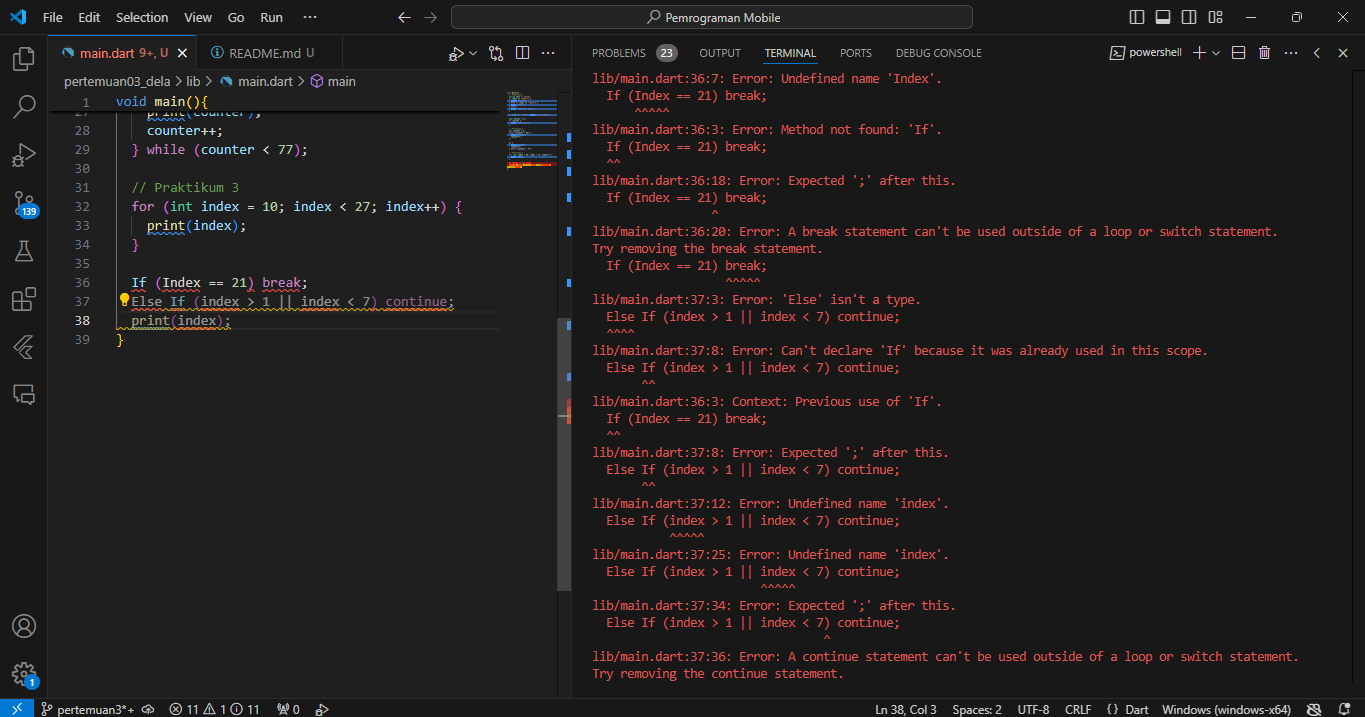 File Edit Selection View Go Run ··· Pemrograman Mobile
main.dart 9+, U README.md U
pertemuan03_dela > lib > main.dart > main
1 void main(){
27 print(counter);
28 counter++;
29 } while (counter < 77);
30
31 // Praktikum 3
32 for (int index = 10; index < 27; index++) {
33 print(index);
34 }
35
36 If (Index == 21) break;
37 Else If (index > 1 || index < 7) continue;
38 print(index);
39 }
139
1
PROBLEMS 23 OUTPUT TERMINAL PORTS DEBUG CONSOLE powershell
lib/main.dart:36:7: Error: Undefined name 'Index'.
If (Index == 21) break;
^^^^^
lib/main.dart:36:3: Error: Method not found: 'If'.
If (Index == 21) break;
^^
lib/main.dart:36:18: Error: Expected ';' after this.
If (Index == 21) break;
^
lib/main.dart:36:20: Error: A break statement can't be used outside of a loop or switch statement.
Try removing the break statement.
If (Index == 21) break;
^^^^^
lib/main.dart:37:3: Error: 'Else' isn't a type.
Else If (index > 1 || index < 7) continue;
^^^^
lib/main.dart:37:8: Error: Can't declare 'If' because it was already used in this scope.
Else If (index > 1 || index < 7) continue;
^^
lib/main.dart:36:3: Context: Previous use of 'If'.
If (Index == 21) break;
^^
lib/main.dart:37:8: Error: Expected ';' after this.
Else If (index > 1 || index < 7) continue;
^^
lib/main.dart:37:12: Error: Undefined name 'index'.
Else If (index > 1 || index < 7) continue;
^^^^^
lib/main.dart:37:25: Error: Undefined name 'index'.
Else If (index > 1 || index < 7) continue;
^^^^^
lib/main.dart:37:34: Error: Expected ';' after this.
Else If (index > 1 || index < 7) continue;
^
lib/main.dart:37:36: Error: A continue statement can't be used outside of a loop or switch statement.
Try removing the continue statement.
pertemuan3*+ 11 1 11 0 Ln 38, Col 3 Spaces: 2 UTF-8 CRLF {} Dart Windows (windows-x64)